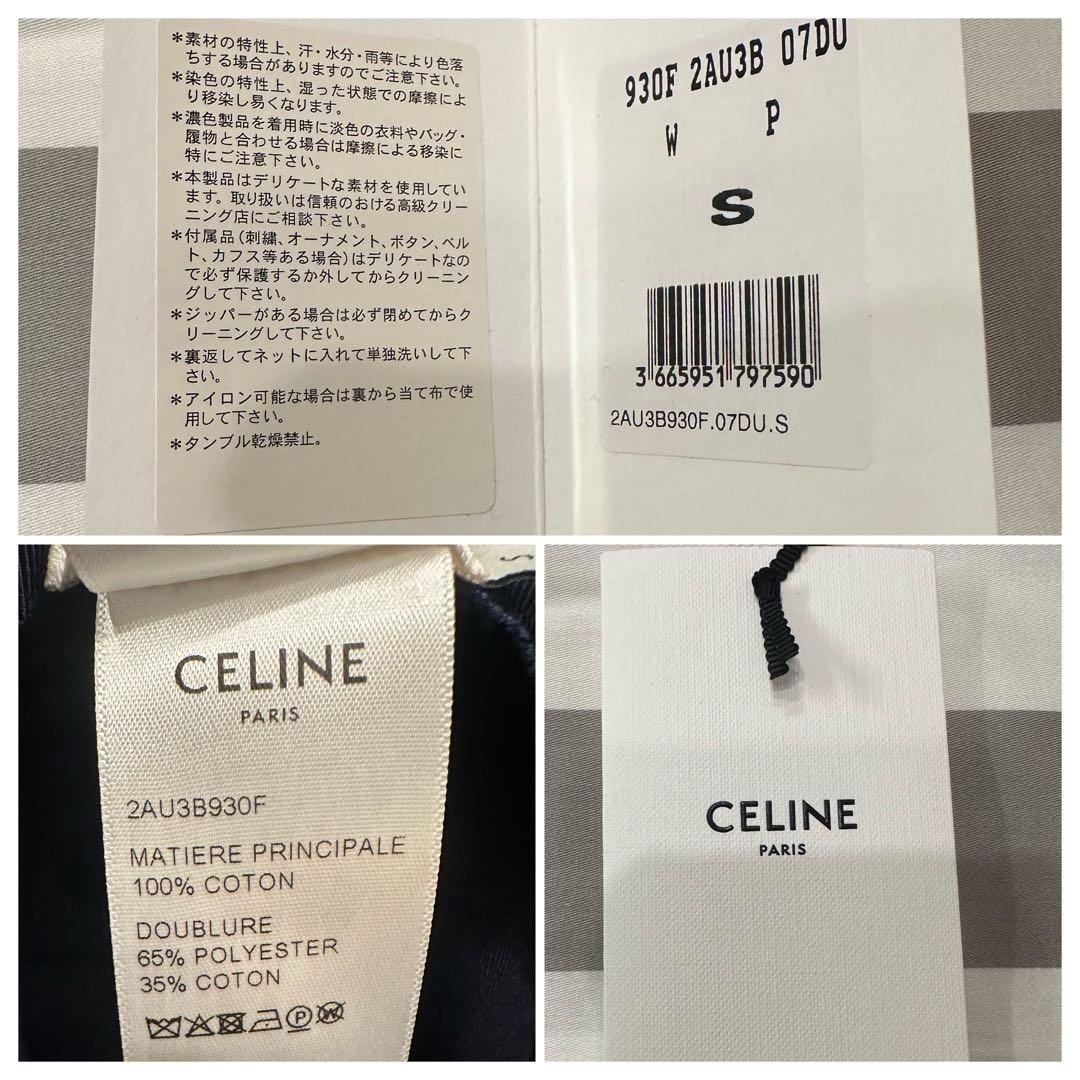 *素材の特性上、汗・水分・雨等により色落
ちする場合がありますのでご注意下さい。
*染色の特性上、湿った状態での摩擦によ
り移染し易くなります。
*濃色製品を着用時に淡色の衣料やバッグ・
履物と合わせる場合は摩擦による移染に
特にご注意下さい。
*本製品はデリケートな素材を使用してい
ます。取り扱いは信頼のおける高級クリー
ニング店にご相談下さい。
*付属品(刺繍、オーナメント、ボタン、ベル
ト、カフス等ある場合)はデリケートなの
で必ず保護するか外してからクリーニン
グして下さい。
*ジッパーがある場合は必ず閉めてからク
リーニングして下さい。
*裏返してネットに入れて単独洗いして下
さい。
*アイロン可能な場合は裏から当て布で使
用して下さい。
*タンブル乾燥禁止。
930F 2AU3B 07DU
W P
S
3 665951 797590
2AU3B930F.07DU.S
CELINE
PARIS
2AU3B930F
MATIERE PRINCIPALE
100% COTON
DOUBLURE
65% POLYESTER
35% COTON
CELINE
PARIS